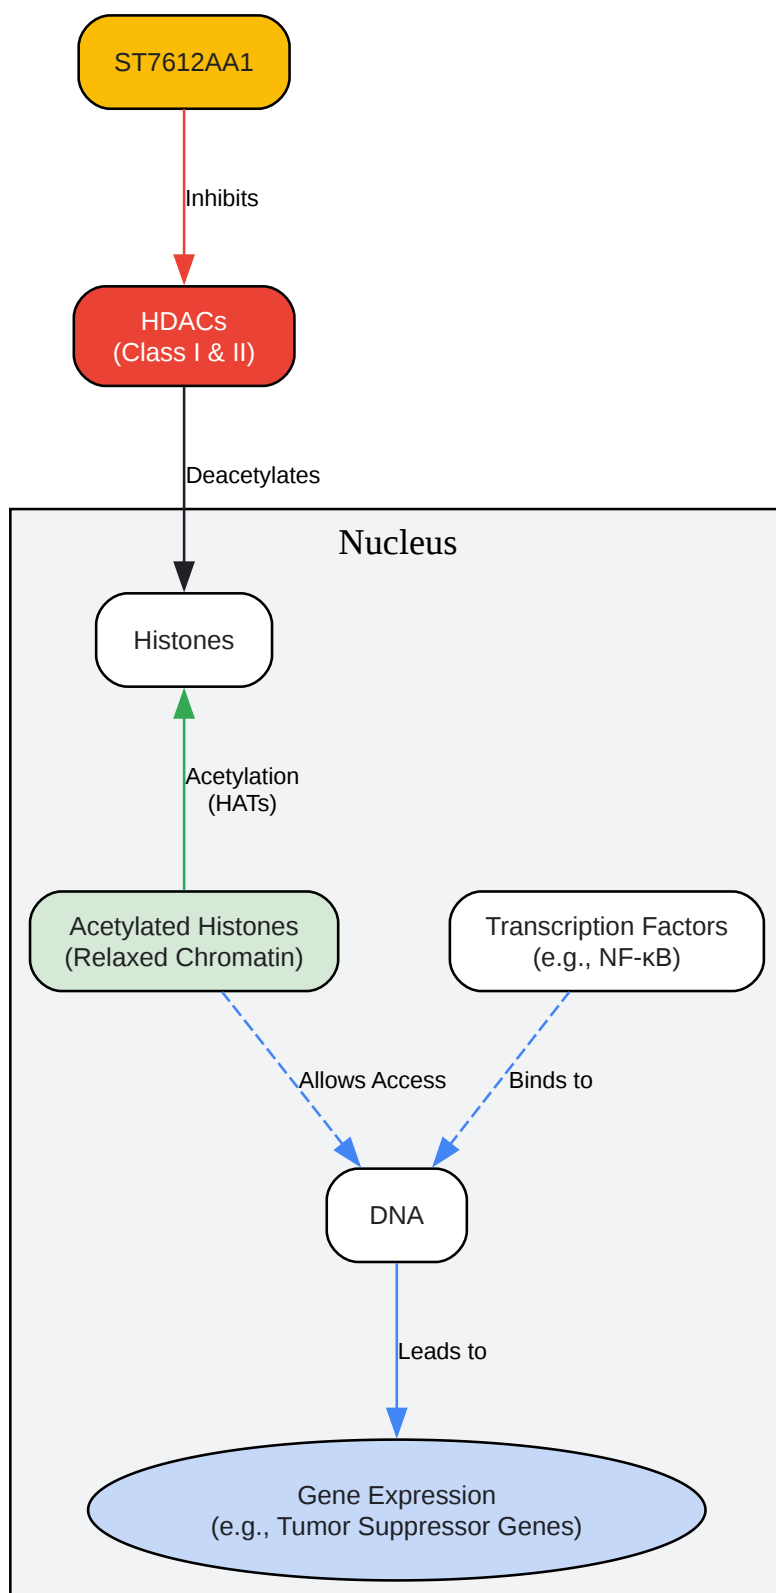 ST7612AA1
Inhibits
HDACs
(Class I & II)
Deacetylates
Nucleus
Histones
Acetylation
(HATs)
Acetylated Histones
(Relaxed Chromatin)
Transcription Factors
(e.g., NF-κB)
Allows Access
Binds to
DNA
Leads to
Gene Expression
(e.g., Tumor Suppressor Genes)